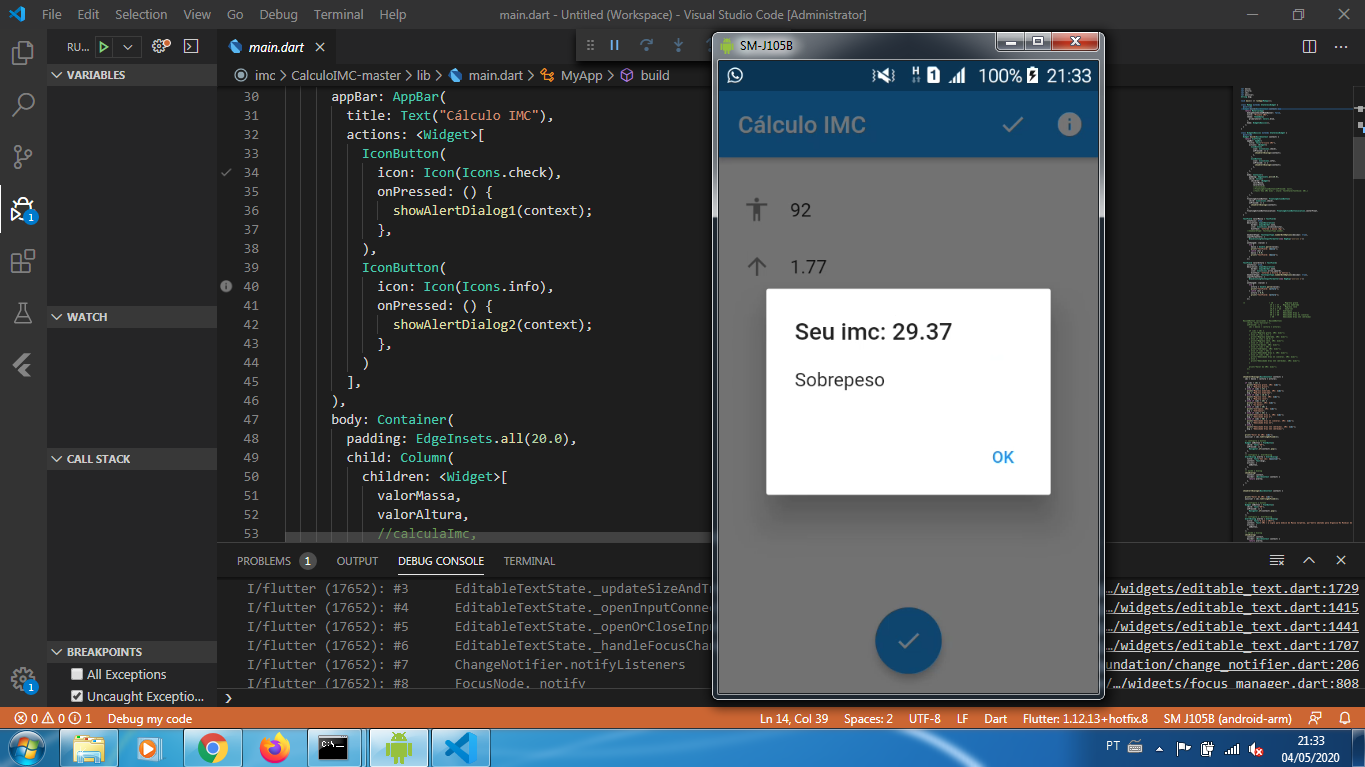 File Edit Selection View Go Debug Terminal Help main.dart - Untitled (Workspace) - Visual Studio Code [Administrator]
RU...
main.dart
SM-J105B
VARIABLES
imc > CalculoIMC-master > lib > main.dart > MyApp > build
100% 21:33
30 appBar: AppBar(
31 title: Text("Cálculo IMC"),
32 actions: <Widget>[
33 IconButton(
34 icon: Icon(Icons.check),
35 onPressed: () {
36 showAlertDialog1(context);
37 },
38 ),
39 IconButton(
40 icon: Icon(Icons.info),
41 onPressed: () {
42 showAlertDialog2(context);
43 },
44 )
45 ],
46 ),
47 body: Container(
48 padding: EdgeInsets.all(20.0),
49 child: Column(
50 children: <Widget>[
51 valorMassa,
52 valorAltura,
53 //calculaImc,
Cálculo IMC
92
1.77
Seu imc: 29.37
Sobrepeso
OK
WATCH
CALL STACK
BREAKPOINTS
All Exceptions
Uncaught Exceptio...
1
1
PROBLEMS 1 OUTPUT DEBUG CONSOLE TERMINAL
I/flutter (17652): #3 EditableTextState._updateSizeAndT
…/widgets/editable_text.dart:1729
I/flutter (17652): #4 EditableTextState._openInputConnec
…/widgets/editable_text.dart:1415
I/flutter (17652): #5 EditableTextState._openOrCloseInpu
…/widgets/editable_text.dart:1441
I/flutter (17652): #6 EditableTextState._handleFocusChan
…/widgets/editable_text.dart:1707
I/flutter (17652): #7 ChangeNotifier.notifyListeners
undation/change_notifier.dart:206
I/flutter (17652): #8 FocusNode._notify
/…/widgets/focus_manager.dart:808
0 0 1 Debug my code Ln 14, Col 39 Spaces: 2 UTF-8 LF Dart Flutter: 1.12.13+hotfix.8 SM J105B (android-arm)
PT
21:33
04/05/2020